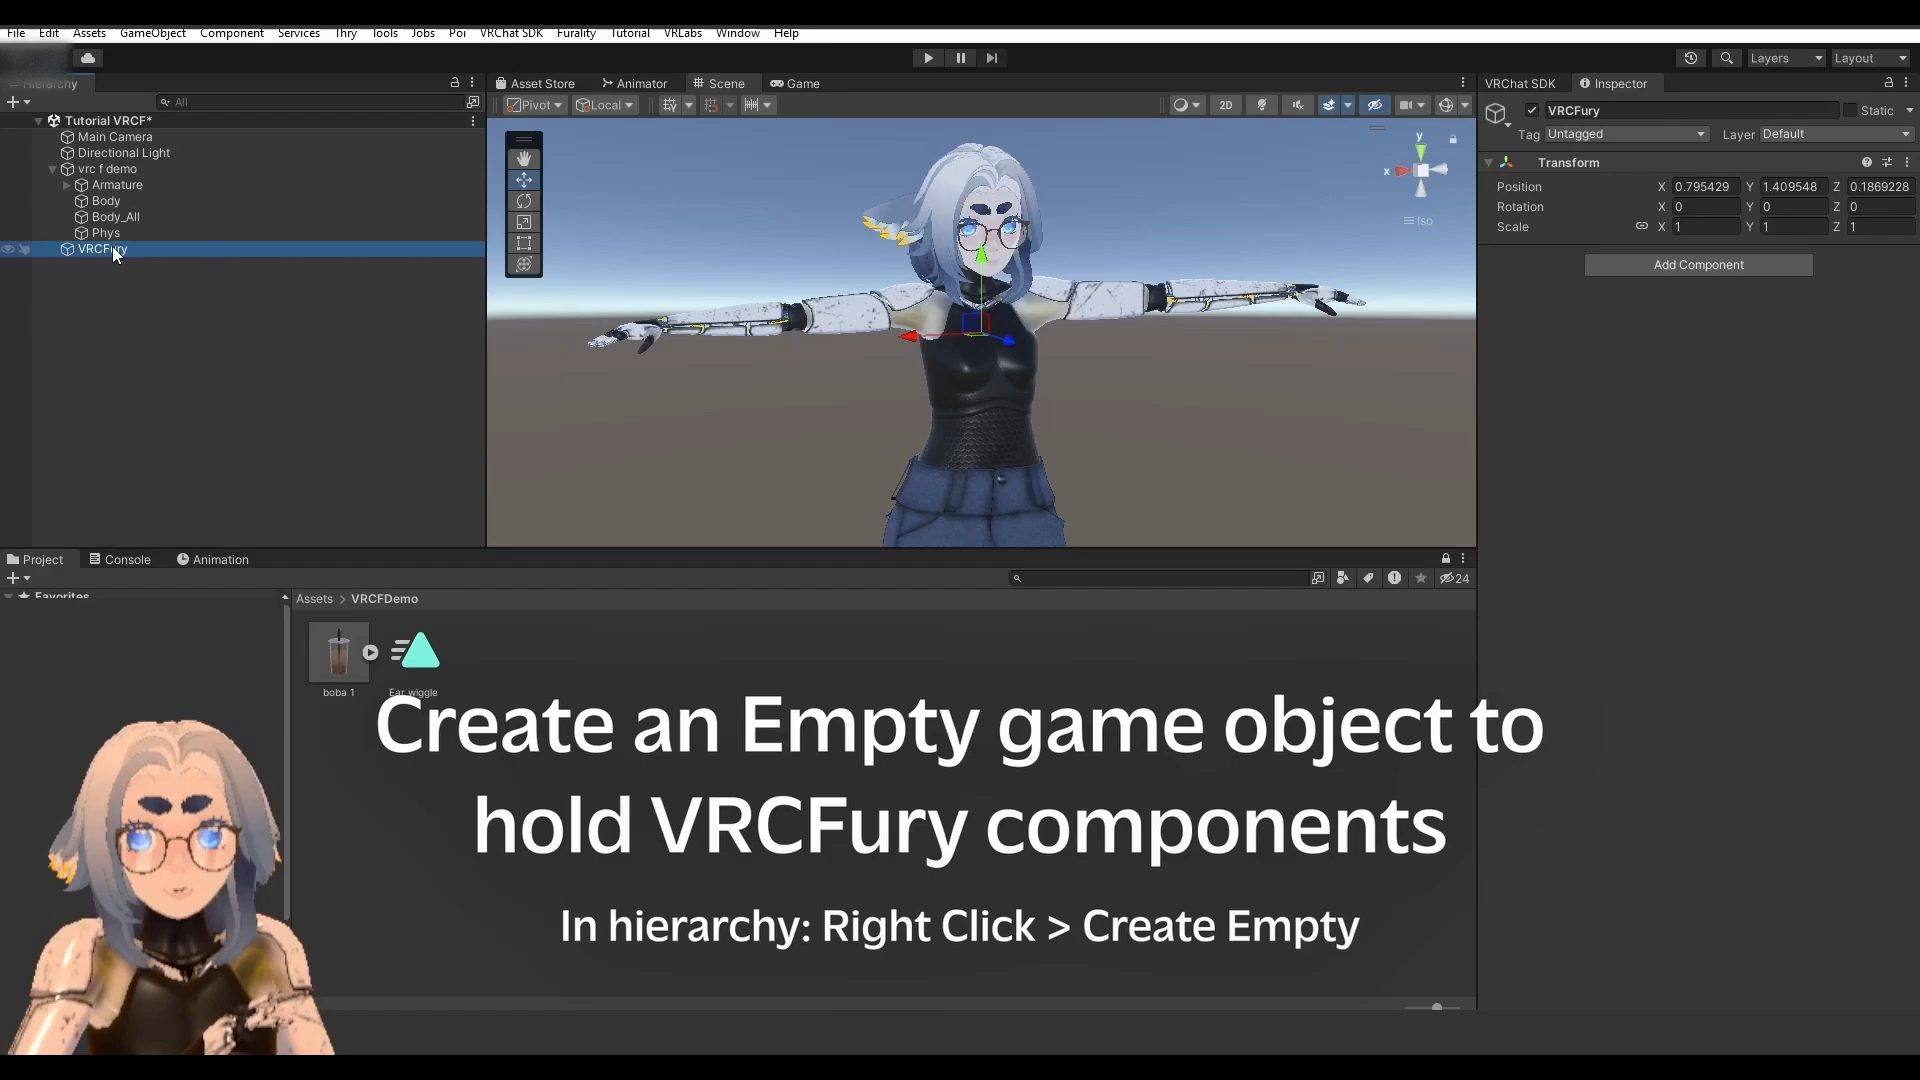 File Edit Assets GameObject Component Services Thry Tools Jobs Poi VRChat SDK Furality Tutorial VRLabs Window Help
Layers Layout
Hierarchy
Asset Store Animator Scene Game
VRChat SDK Inspector
All
Pivot Local 2D
VRCFury Static
Tag Untagged Layer Default
Tutorial VRCF*
Main Camera
Directional Light
vrc f demo
Armature
Body
Body_All
Phys
VRCFury
y
x
Iso
Transform
Position X 0.795429 Y 1.409548 Z 0.1869228
Rotation X 0 Y 0 Z 0
Scale X 1 Y 1 Z 1
Add Component
Project Console Animation
24
Favorites
Assets > VRCFDemo
boba 1 Ear wiggle
Create an Empty game object to
hold VRCFury components
In hierarchy: Right Click > Create Empty